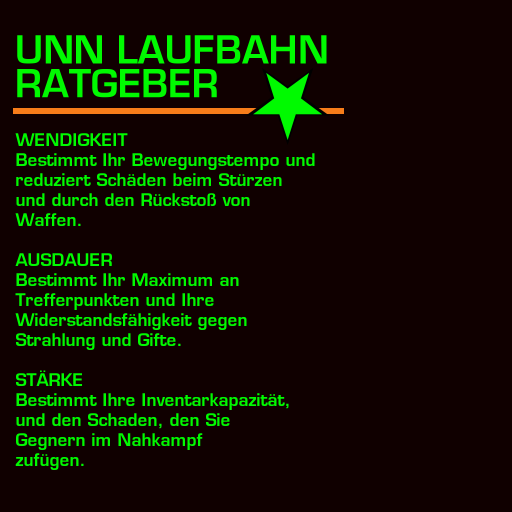 UNN LAUFBAHN
RATGEBER
WENDIGKEIT
Bestimmt Ihr Bewegungstempo und
reduziert Schäden beim Stürzen
und durch den Rückstoß von
Waffen.
AUSDAUER
Bestimmt Ihr Maximum an
Trefferpunkten und Ihre
Widerstandsfähigkeit gegen
Strahlung und Gifte.
STÄRKE
Bestimmt Ihre Inventarkapazität,
und den Schaden, den Sie
Gegnern im Nahkampf
zufügen.